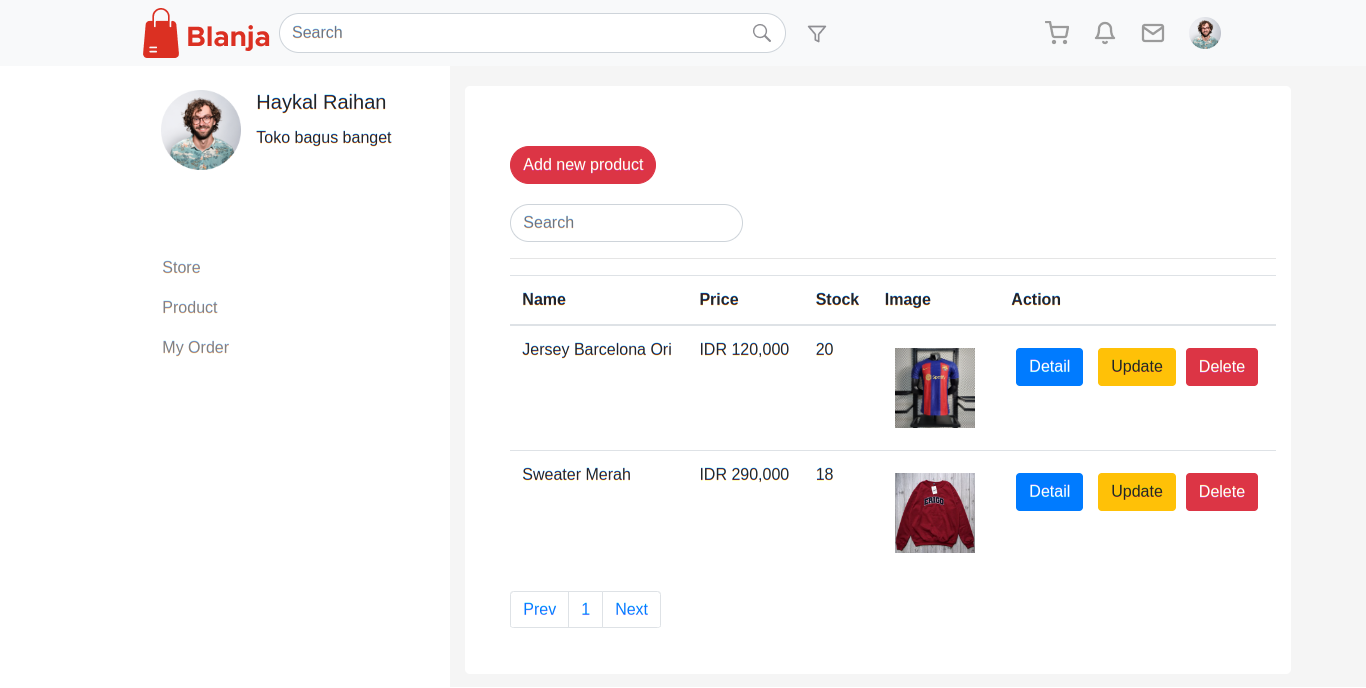 Blanja
Search
Haykal Raihan
Toko bagus banget
Store
Product
My Order
Add new product
Search
Name Price Stock Image Action
Jersey Barcelona Ori IDR 120,000 20 Detail Update Delete
Sweater Merah IDR 290,000 18 Detail Update Delete
Prev 1 Next